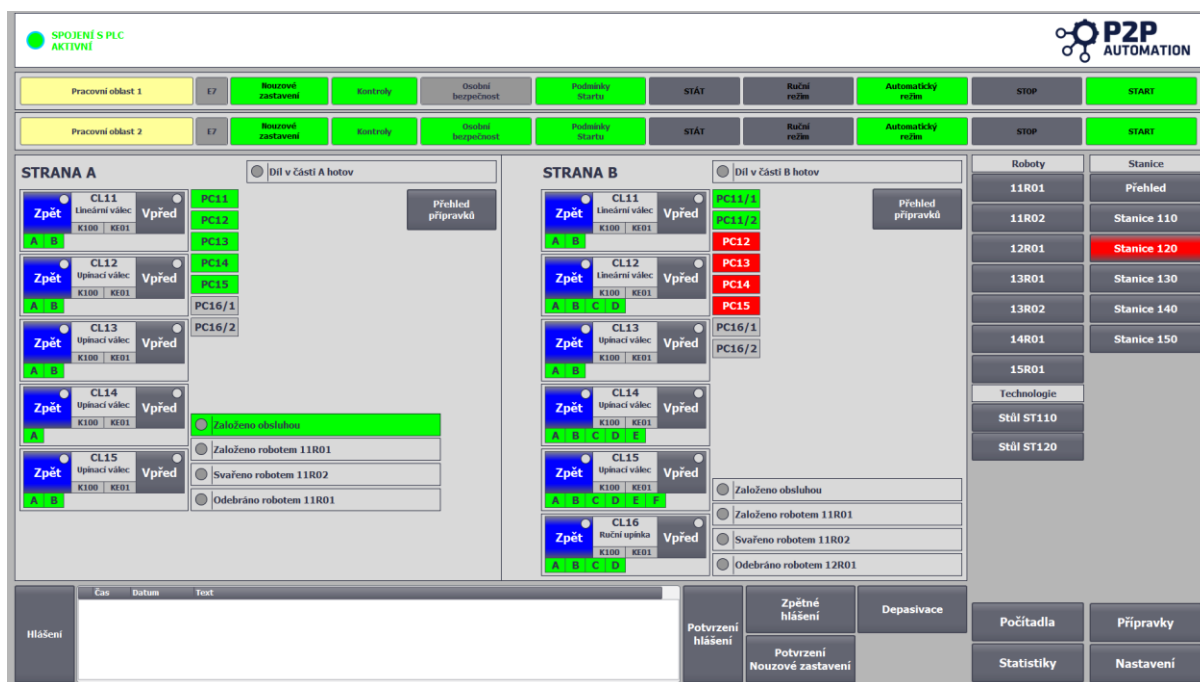 SPOJENÍ S PLC
AKTIVNÍ
P2P
AUTOMATION
Pracovní oblast 1
E7
Nouzové
zastavení
Kontroly
Osobní
bezpečnost
Podmínky
Startu
STÁT
Ruční
režim
Automatický
režim
STOP
START
Pracovní oblast 2
E7
Nouzové
zastavení
Kontroly
Osobní
bezpečnost
Podmínky
Startu
STÁT
Ruční
režim
Automatický
režim
STOP
START
STRANA A
Díl v části A hotov
Zpět
CL11
Lineární válec
K100 KE01
Vpřed
A B
Zpět
CL12
Upínací válec
K100 KE01
Vpřed
A B
Zpět
CL13
Upínací válec
K100 KE01
Vpřed
A B
Zpět
CL14
Upínací válec
K100 KE01
Vpřed
A
Zpět
CL15
Upínací válec
K100 KE01
Vpřed
A B
PC11
PC12
PC13
PC14
PC15
PC16/1
PC16/2
Přehled
přípravků
Založeno obsluhou
Založeno robotem 11R01
Svařeno robotem 11R02
Odebráno robotem 11R01
STRANA B
Díl v části B hotov
Zpět
CL11
Lineární válec
K100 KE01
Vpřed
A B
Zpět
CL12
Lineární válec
K100 KE01
Vpřed
A B C D
Zpět
CL13
Upínací válec
K100 KE01
Vpřed
A B
Zpět
CL14
Upínací válec
K100 KE01
Vpřed
A B C D E
Zpět
CL15
Upínací válec
K100 KE01
Vpřed
A B C D E F
Zpět
CL16
Ruční upínka
K100 KE01
Vpřed
A B C D
PC11/1
PC11/2
PC12
PC13
PC14
PC15
PC16/1
PC16/2
Přehled
přípravků
Založeno obsluhou
Založeno robotem 11R01
Svařeno robotem 11R02
Odebráno robotem 12R01
Roboty
11R01
11R02
12R01
13R01
13R02
14R01
15R01
Technologie
Stůl ST110
Stůl ST120
Stanice
Přehled
Stanice 110
Stanice 120
Stanice 130
Stanice 140
Stanice 150
Hlášení
Čas Datum Text
Potvrzení
hlášení
Zpětné
hlášení
Depasivace
Potvrzení
Nouzové zastavení
Počítadla
Přípravky
Statistiky
Nastavení